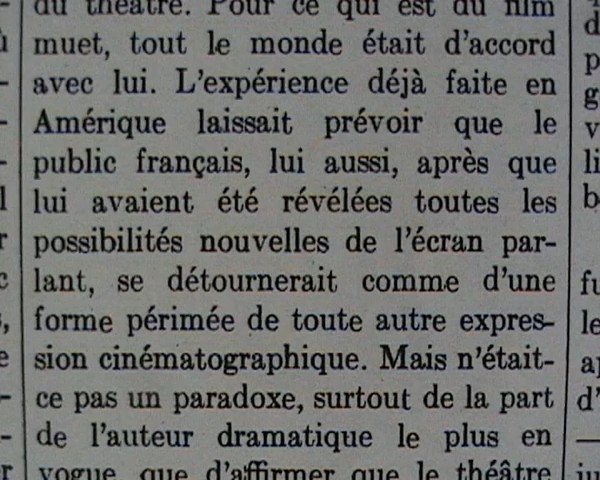 du théâtre. Pour ce qui est du film
muet, tout le monde était d'accord
avec lui. L'expérience déjà faite en
Amérique laissait prévoir que le
public français, lui aussi, après que
lui avaient été révélées toutes les
possibilités nouvelles de l'écran par-
lant, se détournerait comme d'une
forme périmée de toute autre expres-
sion cinématographique. Mais n'était-
ce pas un paradoxe, surtout de la part
de l'auteur dramatique le plus en
vogue, que d'affirmer que le théâtre